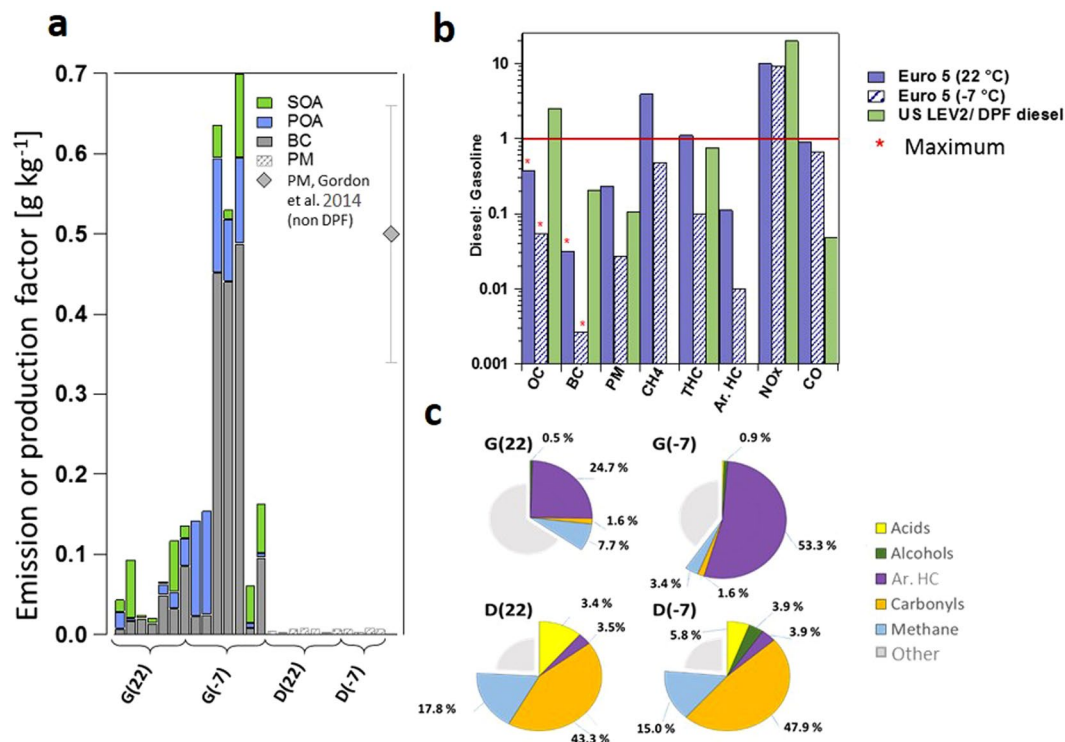 a
Emission or production factor [g kg-1]
0.7
0.6
0.5
0.4
0.3
0.2
0.1
0.0
SOA
POA
BC
PM
PM, Gordon
et al. 2014
(non DPF)
G(22)
G(-7)
D(22)
D(-7)
b
Diesel: Gasoline
10
1
0.1
0.01
0.001
OC
BC
PM
CH4
THC
Ar. HC
NOx
CO
Euro 5 (22 °C)
Euro 5 (-7 °C)
US LEV2/ DPF diesel
* Maximum
* * * *
c
G(22)
0.5 %
24.7 %
1.6 %
7.7 %
G(-7)
0.9 %
53.3 %
1.6 %
3.4 %
D(22)
3.4 %
3.5%
43.3 %
17.8 %
D(-7)
3.9 %
5.8 %
3.9 %
47.9 %
15.0 %
Acids
Alcohols
Ar. HC
Carbonyls
Methane
Other